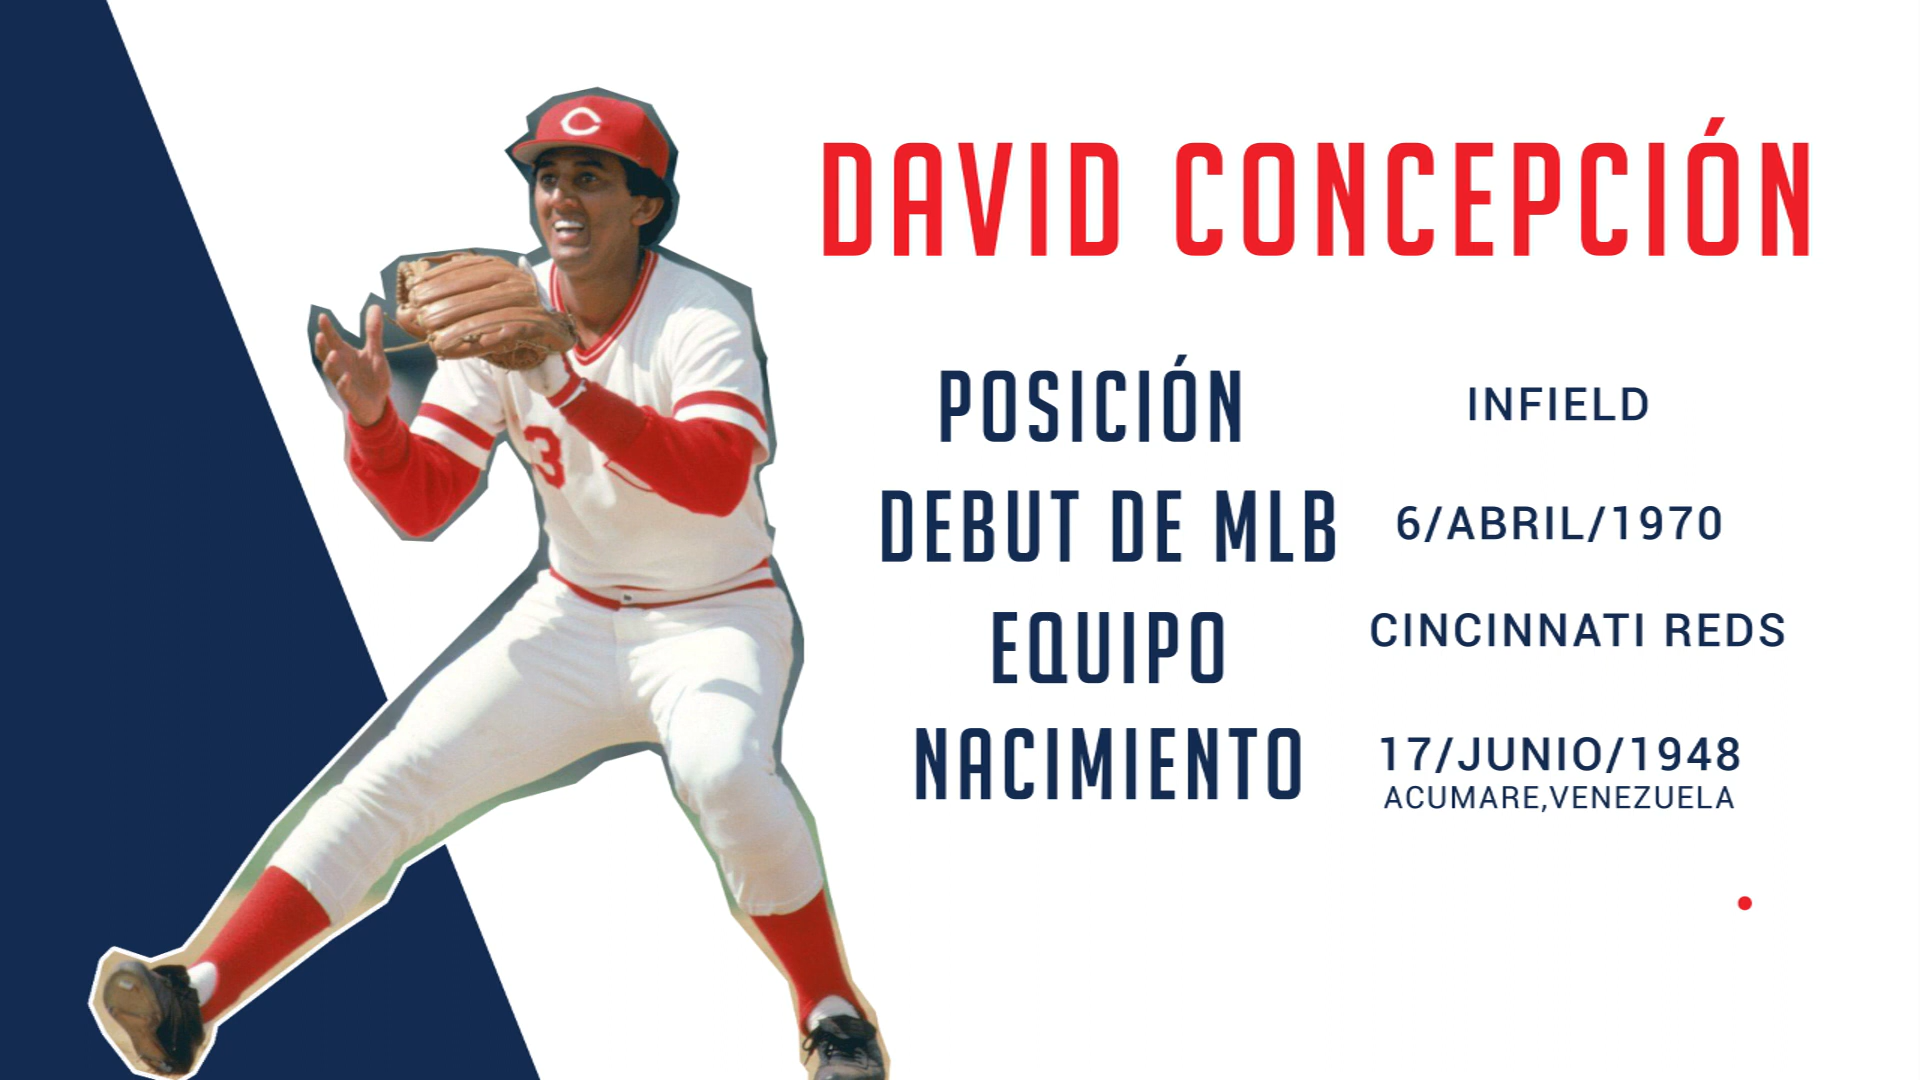 DAVID CONCEPCIÓN
POSICIÓN INFIELD
DEBUT DE MLB 6/ABRIL/1970
EQUIPO CINCINNATI REDS
NACIMIENTO 17/JUNIO/1948
ACUMARE,VENEZUELA
C
3